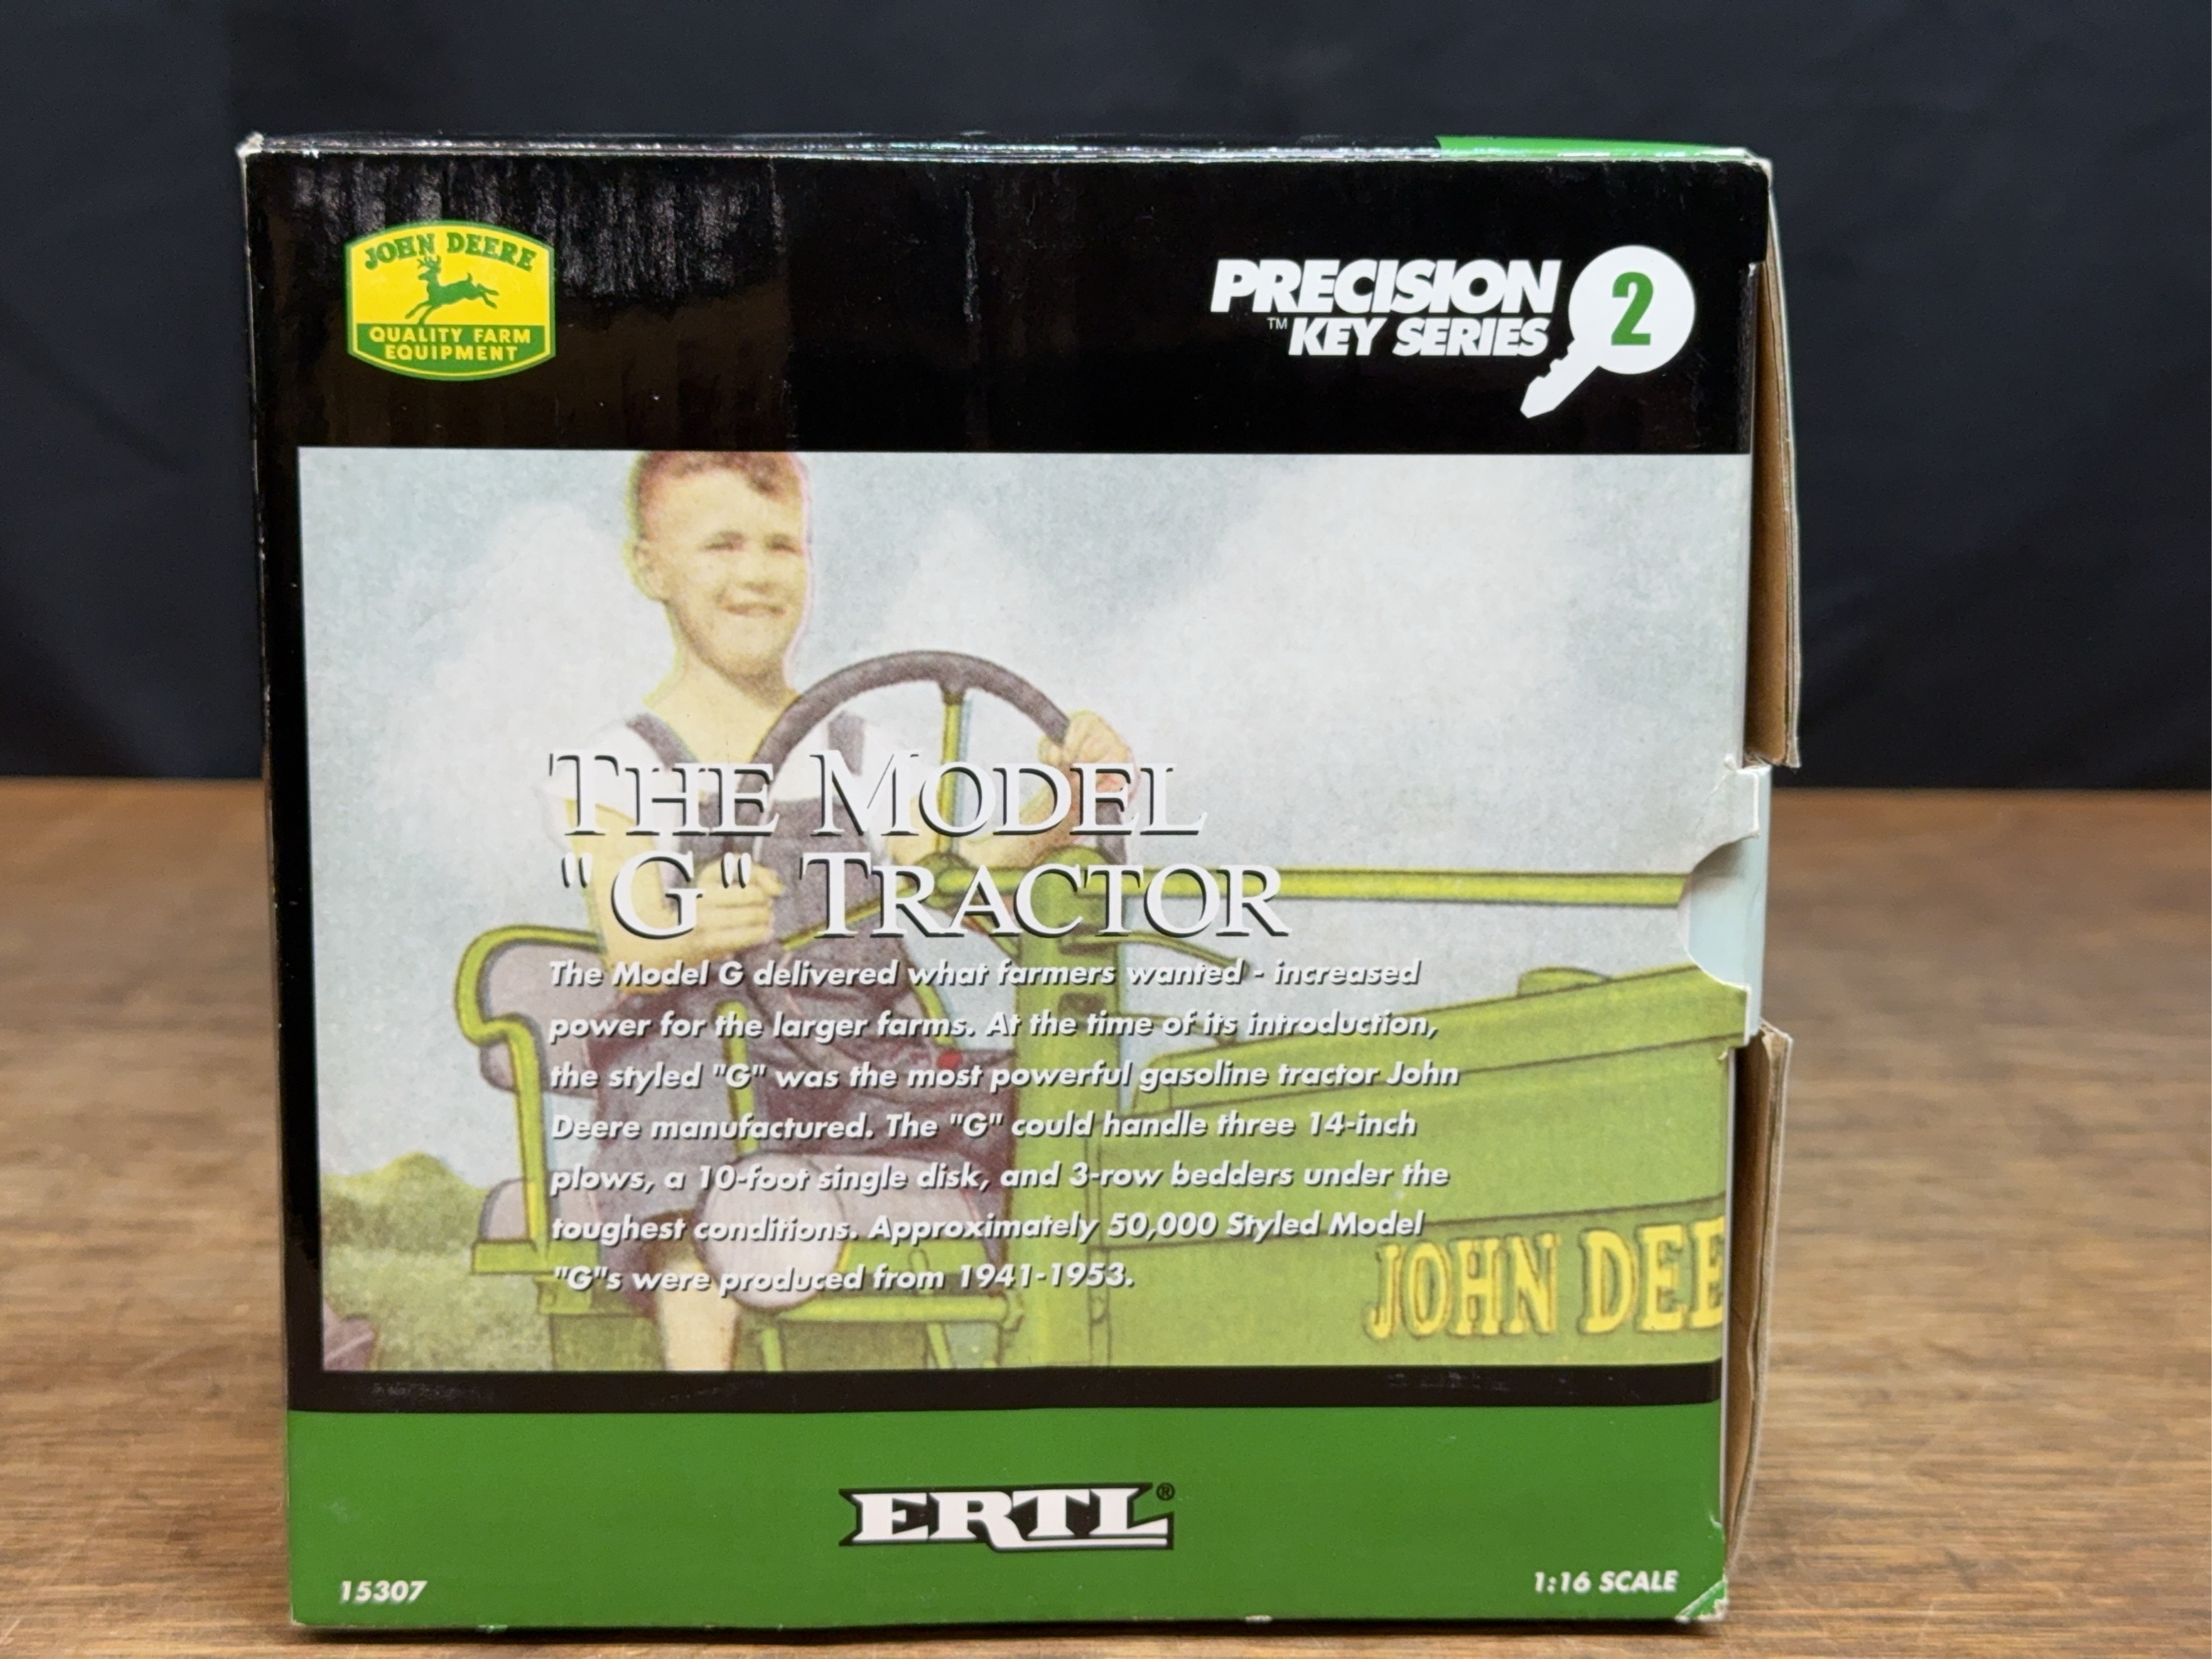 JOHN DEERE
QUALITY FARM
EQUIPMENT
PRECISION
™ KEY SERIES
2
THE MODEL
"G" TRACTOR
The Model G delivered what farmers wanted - increased
power for the larger farms. At the time of its introduction,
the styled "G" was the most powerful gasoline tractor John
Deere manufactured. The "G" could handle three 14-inch
plows, a 10-foot single disk, and 3-row bedders under the
toughest conditions. Approximately 50,000 Styled Model
"G"s were produced from 1941-1953.
JOHN DEE
ERTL®
15307
1:16 SCALE